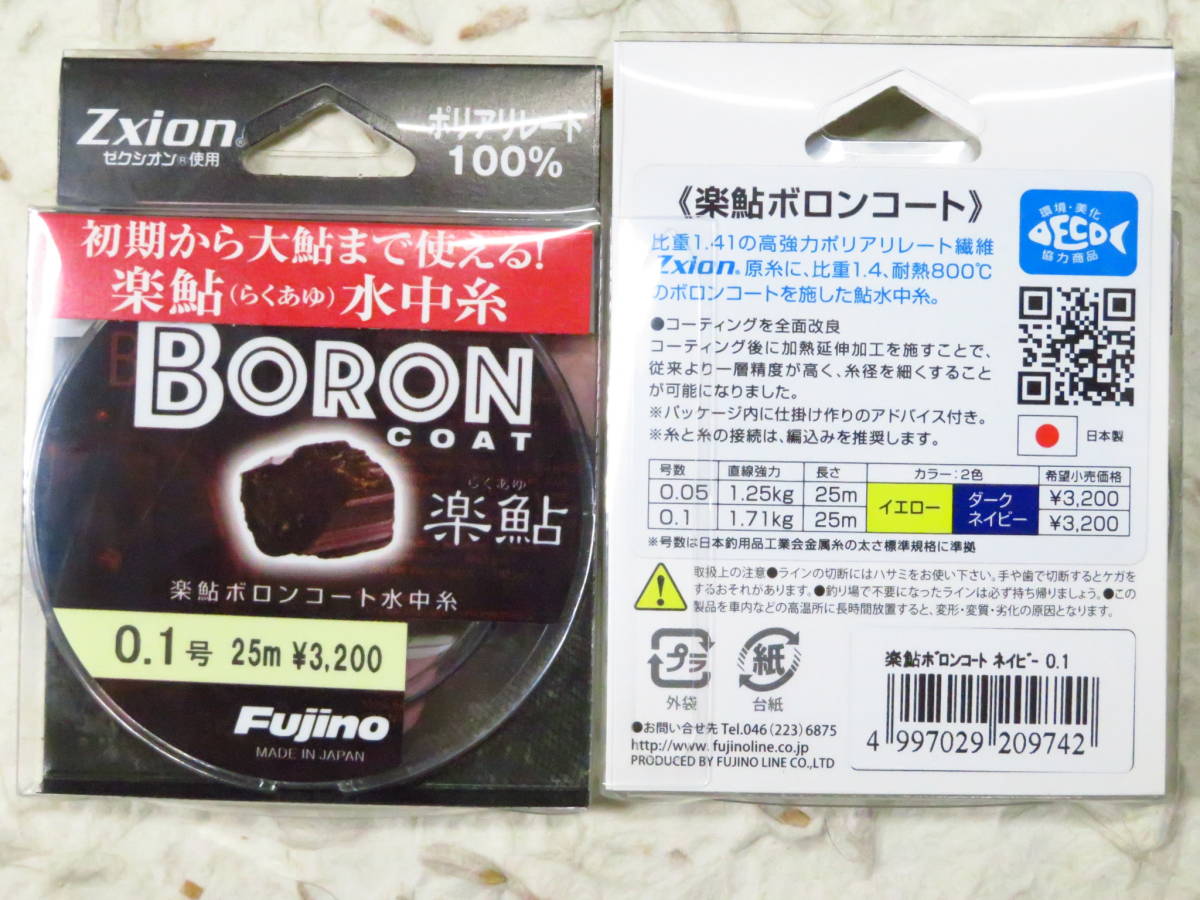 Zxion®
ゼクシオン®使用
ポリアリレート
100%
初期から大鮎まで使える!
楽鮎(らくあゆ)水中糸
BORON
COAT
らくあゆ
楽鮎
楽鮎ボロンコート水中糸
0.1号 25m ¥3,200
Fujino
MADE IN JAPAN
《楽鮎ボロンコート》
比重1.41の高強力ポリアリレート繊維
Zxion®原糸に、比重1.4、耐熱800℃
のボロンコートを施した鮎水中糸。
環境・美化
ECO
協力商品
●コーティングを全面改良
コーティング後に加熱延伸加工を施すことで、
従来より一層精度が高く、糸径を細くすること
が可能になりました。
※パッケージ内に仕掛け作りのアドバイス付き。
※糸と糸の接続は、編込みを推奨します。
日本製
号数 直線強力 長さ カラー:2色 希望小売価格
0.05 1.25kg 25m イエロー ダークネイビー ¥3,200
0.1 1.71kg 25m ¥3,200
※号数は日本釣用品工業会金属糸の太さ標準規格に準拠
取扱上の注意●ラインの切断にはハサミをお使い下さい。手や歯で切断するとケガを
するおそれがあります。●釣り場で不要になったラインは必ず持ち帰りましょう。●この
製品を車内などの高温所に長時間放置すると、変形・変質・劣化の原因となります。
プラ
外袋
紙
台紙
●お問い合せ先 Tel.046(223)6875
http://www.fujinoline.co.jp
PRODUCED BY FUJINO LINE CO.,LTD
楽鮎ボロンコート ネイビー 0.1
4 997029 209742